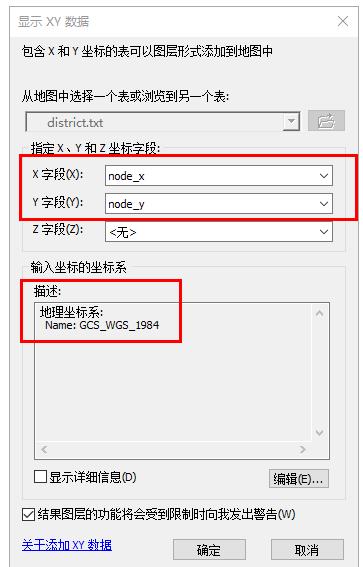 显示 XY 数据
包含 X 和 Y 坐标的表可以图层形式添加到地图中
从地图中选择一个表或浏览到另一个表:
district.txt
指定 X、Y 和 Z 坐标字段:
X 字段(X): node_x
Y 字段(Y): node_y
Z 字段(Z): <无>
输入坐标的坐标系
描述:
地理坐标系:
Name: GCS_WGS_1984
显示详细信息(D)
编辑(E)...
结果图层的功能将会受到限制时向我发出警告(W)
关于添加 XY 数据
确定
取消